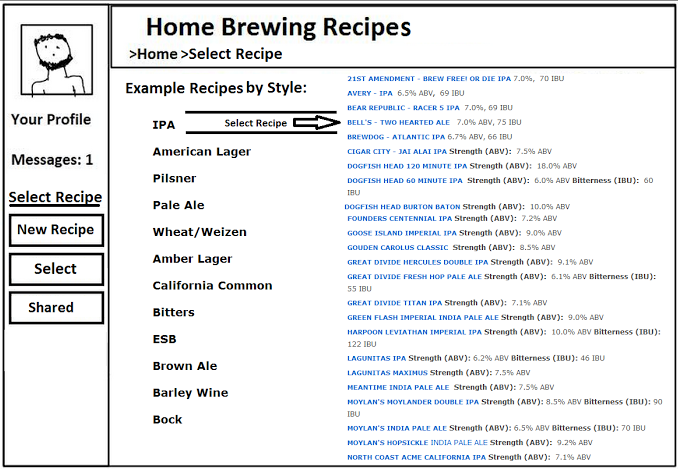 Home Brewing Recipes
>Home >Select Recipe
Your Profile
Messages: 1
Select Recipe
New Recipe
Select
Shared
Example Recipes by Style:
IPA
Select Recipe
American Lager
Pilsner
Pale Ale
Wheat/Weizen
Amber Lager
California Common
Bitters
ESB
Brown Ale
Barley Wine
Bock
21ST AMENDMENT - BREW FREE! OR DIE IPA 7.0%, 70 IBU
AVERY - IPA 6.5% ABV, 69 IBU
BEAR REPUBLIC - RACER 5 IPA 7.0%, 69 IBU
BELL'S - TWO HEARTED ALE 7.0% ABV, 75 IBU
BREWDOG - ATLANTIC IPA 6.7% ABV, 66 IBU
CIGAR CITY - JAI ALAI IPA Strength (ABV): 7.5% ABV
DOGFISH HEAD 120 MINUTE IPA Strength (ABV): 18.0% ABV
DOGFISH HEAD 60 MINUTE IPA Strength (ABV): 6.0% ABV Bitterness (IBU): 60
IBU
DOGFISH HEAD BURTON BATON Strength (ABV): 10.0% ABV
FOUNDERS CENTENNIAL IPA Strength (ABV): 7.2% ABV
GOOSE ISLAND IMPERIAL IPA Strength (ABV): 9.0% ABV
GOUDEN CAROLUS CLASSIC Strength (ABV): 8.5% ABV
GREAT DIVIDE HERCULES DOUBLE IPA Strength (ABV): 9.1% ABV
GREAT DIVIDE FRESH HOP PALE ALE Strength (ABV): 6.1% ABV Bitterness (IBU):
55 IBU
GREAT DIVIDE TITAN IPA Strength (ABV): 7.1% ABV
GREEN FLASH IMPERIAL INDIA PALE ALE Strength (ABV): 9.0% ABV
HARPOON LEVIATHAN IMPERIAL IPA Strength (ABV): 10.0% ABV Bitterness (IBU):
122 IBU
LAGUNITAS IPA Strength (ABV): 6.2% ABV Bitterness (IBU): 46 IBU
LAGUNITAS MAXIMUS Strength (ABV): 7.5% ABV
MEANTIME INDIA PALE ALE Strength (ABV): 7.5% ABV
MOYLAN'S MOYLANDER DOUBLE IPA Strength (ABV): 8.5% ABV Bitterness (IBU): 90
IBU
MOYLAN'S INDIA PALE ALE Strength (ABV): 6.5% ABV Bitterness (IBU): 70 IBU
MOYLAN'S HOPSICKLE INDIA PALE ALE Strength (ABV): 9.2% ABV
NORTH COAST ACME CALIFORNIA IPA Strength (ABV): 7.1% ABV